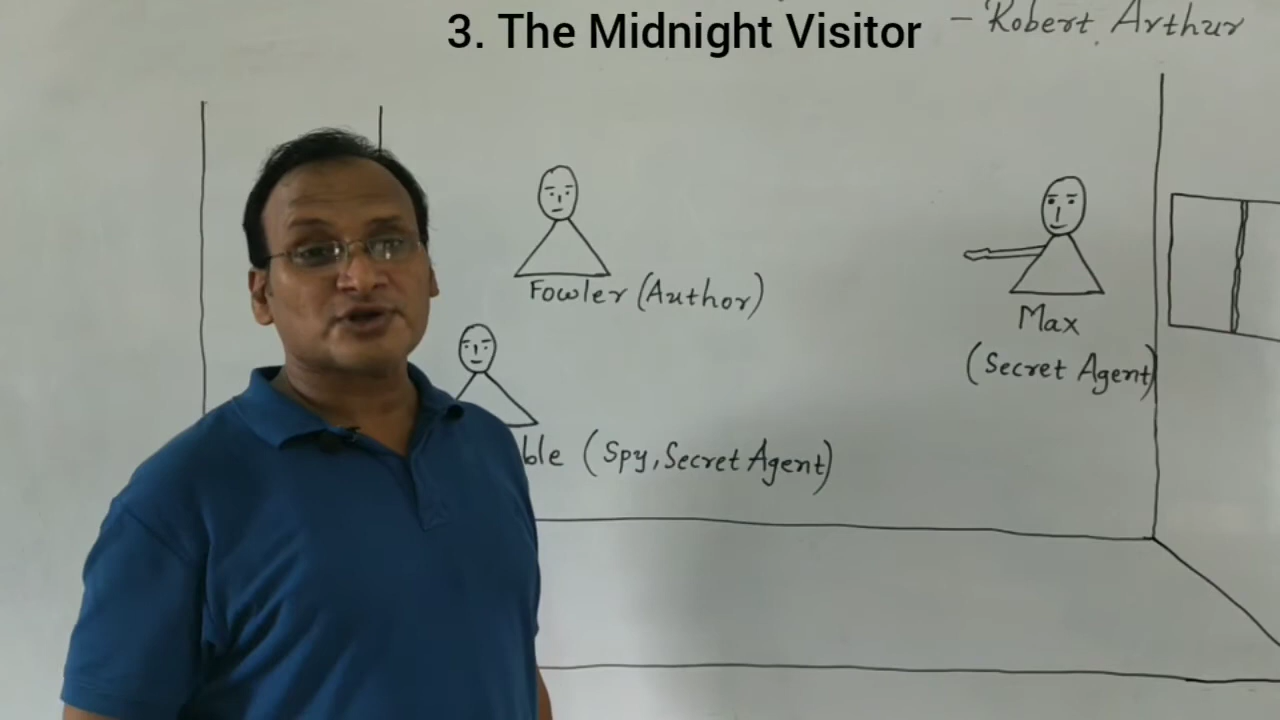 3. The Midnight Visitor
- Robert Arthur
Fowler (Author)
Max
(Secret Agent)
ble (Spy, Secret Agent)